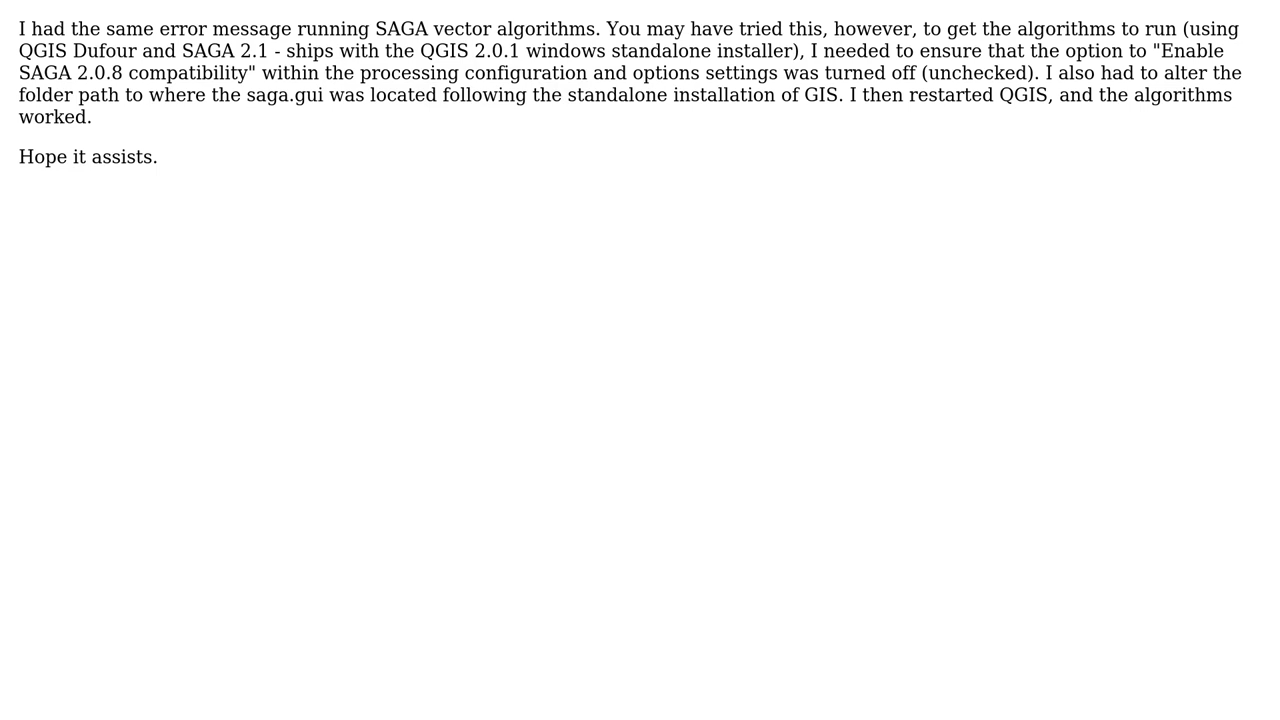 I had the same error message running SAGA vector algorithms. You may have tried this, however, to get the algorithms to run (using
QGIS Dufour and SAGA 2.1 - ships with the QGIS 2.0.1 windows standalone installer), I needed to ensure that the option to "Enable
SAGA 2.0.8 compatibility" within the processing configuration and options settings was turned off (unchecked). I also had to alter the
folder path to where the saga.gui was located following the standalone installation of GIS. I then restarted QGIS, and the algorithms
worked.
Hope it assists.